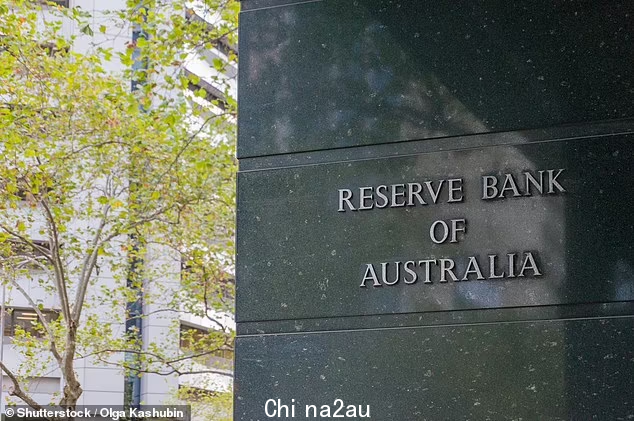 RESERVE BANK
OF
AUSTRALIA
© Shutterstock / Olga Kashubin
Chi na2au